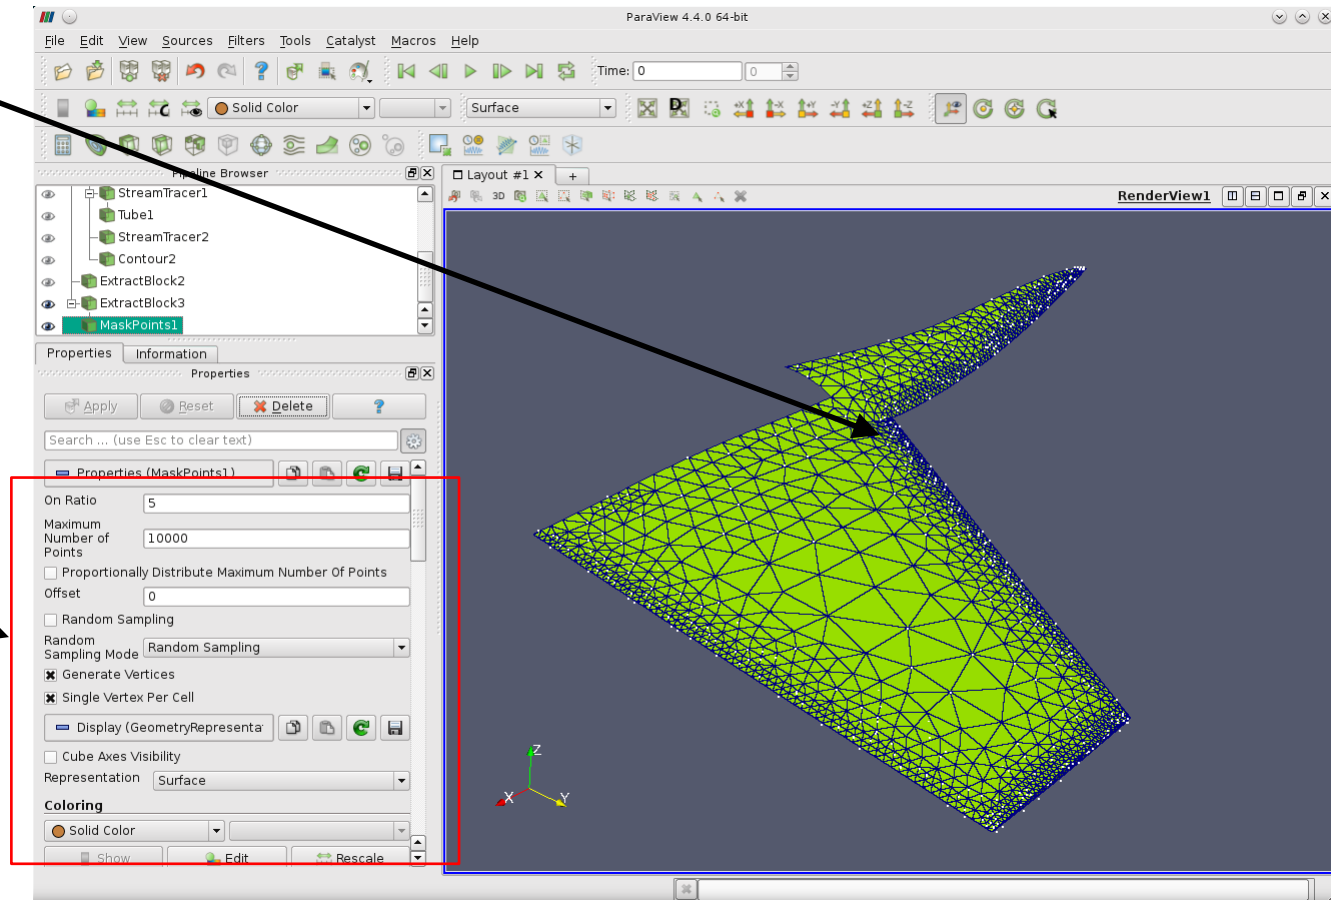 ParaView 4.4.0 64-bit
File Edit View Sources Filters Tools Catalyst Macros Help
Time: 0 0
Solid Color Surface D +X -X +Y -Y +Z -Z
Pipeline Browser
StreamTracer1
Tube1
StreamTracer2
Contour2
ExtractBlock2
ExtractBlock3
MaskPoints1
Properties Information
Properties
Apply Reset Delete ?
Search ... (use Esc to clear text)
Properties (MaskPoints1)
On Ratio 5
Maximum
Number of
Points
10000
Proportionally Distribute Maximum Number Of Points
Offset 0
Random Sampling
Random
Sampling Mode
Random Sampling
Generate Vertices
Single Vertex Per Cell
Display (GeometryRepresenta
Cube Axes Visibility
Representation Surface
Coloring
Solid Color
Show Edit Rescale
Layout #1 × +
3D RenderView1
Z
X Y